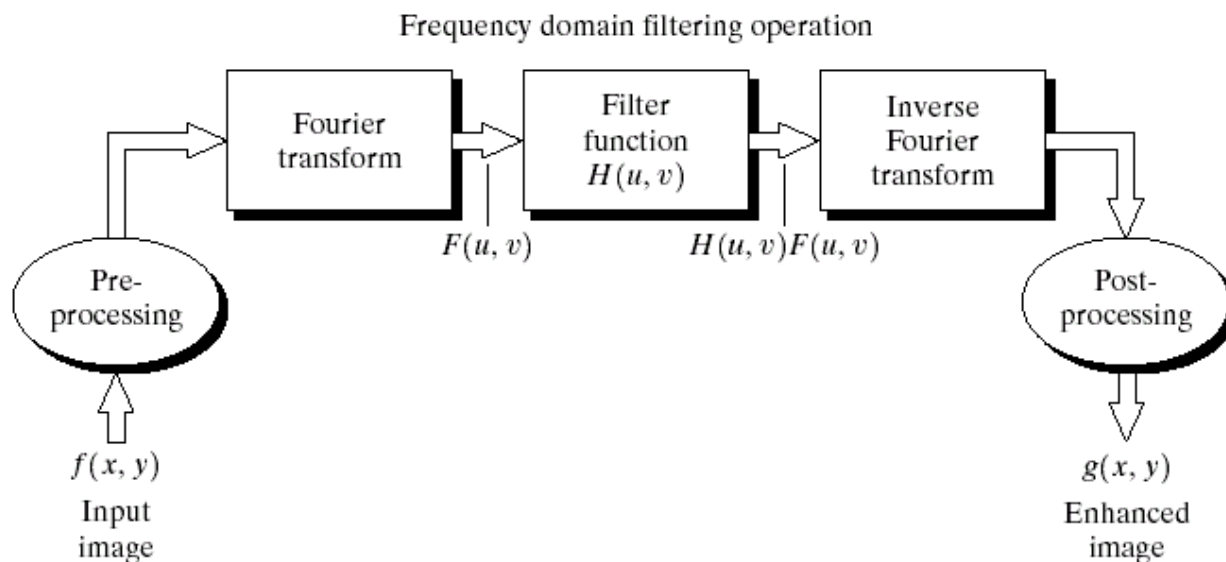 Frequency domain filtering operation
Fourier
transform
Filter
function
H(u, v)
Inverse
Fourier
transform
F(u, v)
H(u, v)F(u, v)
Pre-
processing
Post-
processing
f(x, y)
Input
image
g(x, y)
Enhanced
image